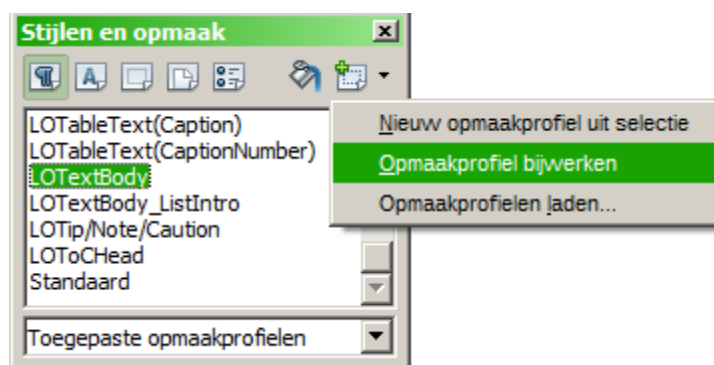 Stijlen en opmaak
LOTableText(Caption)
LOTableText(CaptionNumber)
LOTextBody
LOTextBody_ListIntro
LOTip/Note/Caution
LOToCHead
Standaard
Toegepaste opmaakprofielen
Nieuw opmaakprofiel uit selectie
Opmaakprofiel bijwerken
Opmaakprofielen laden...